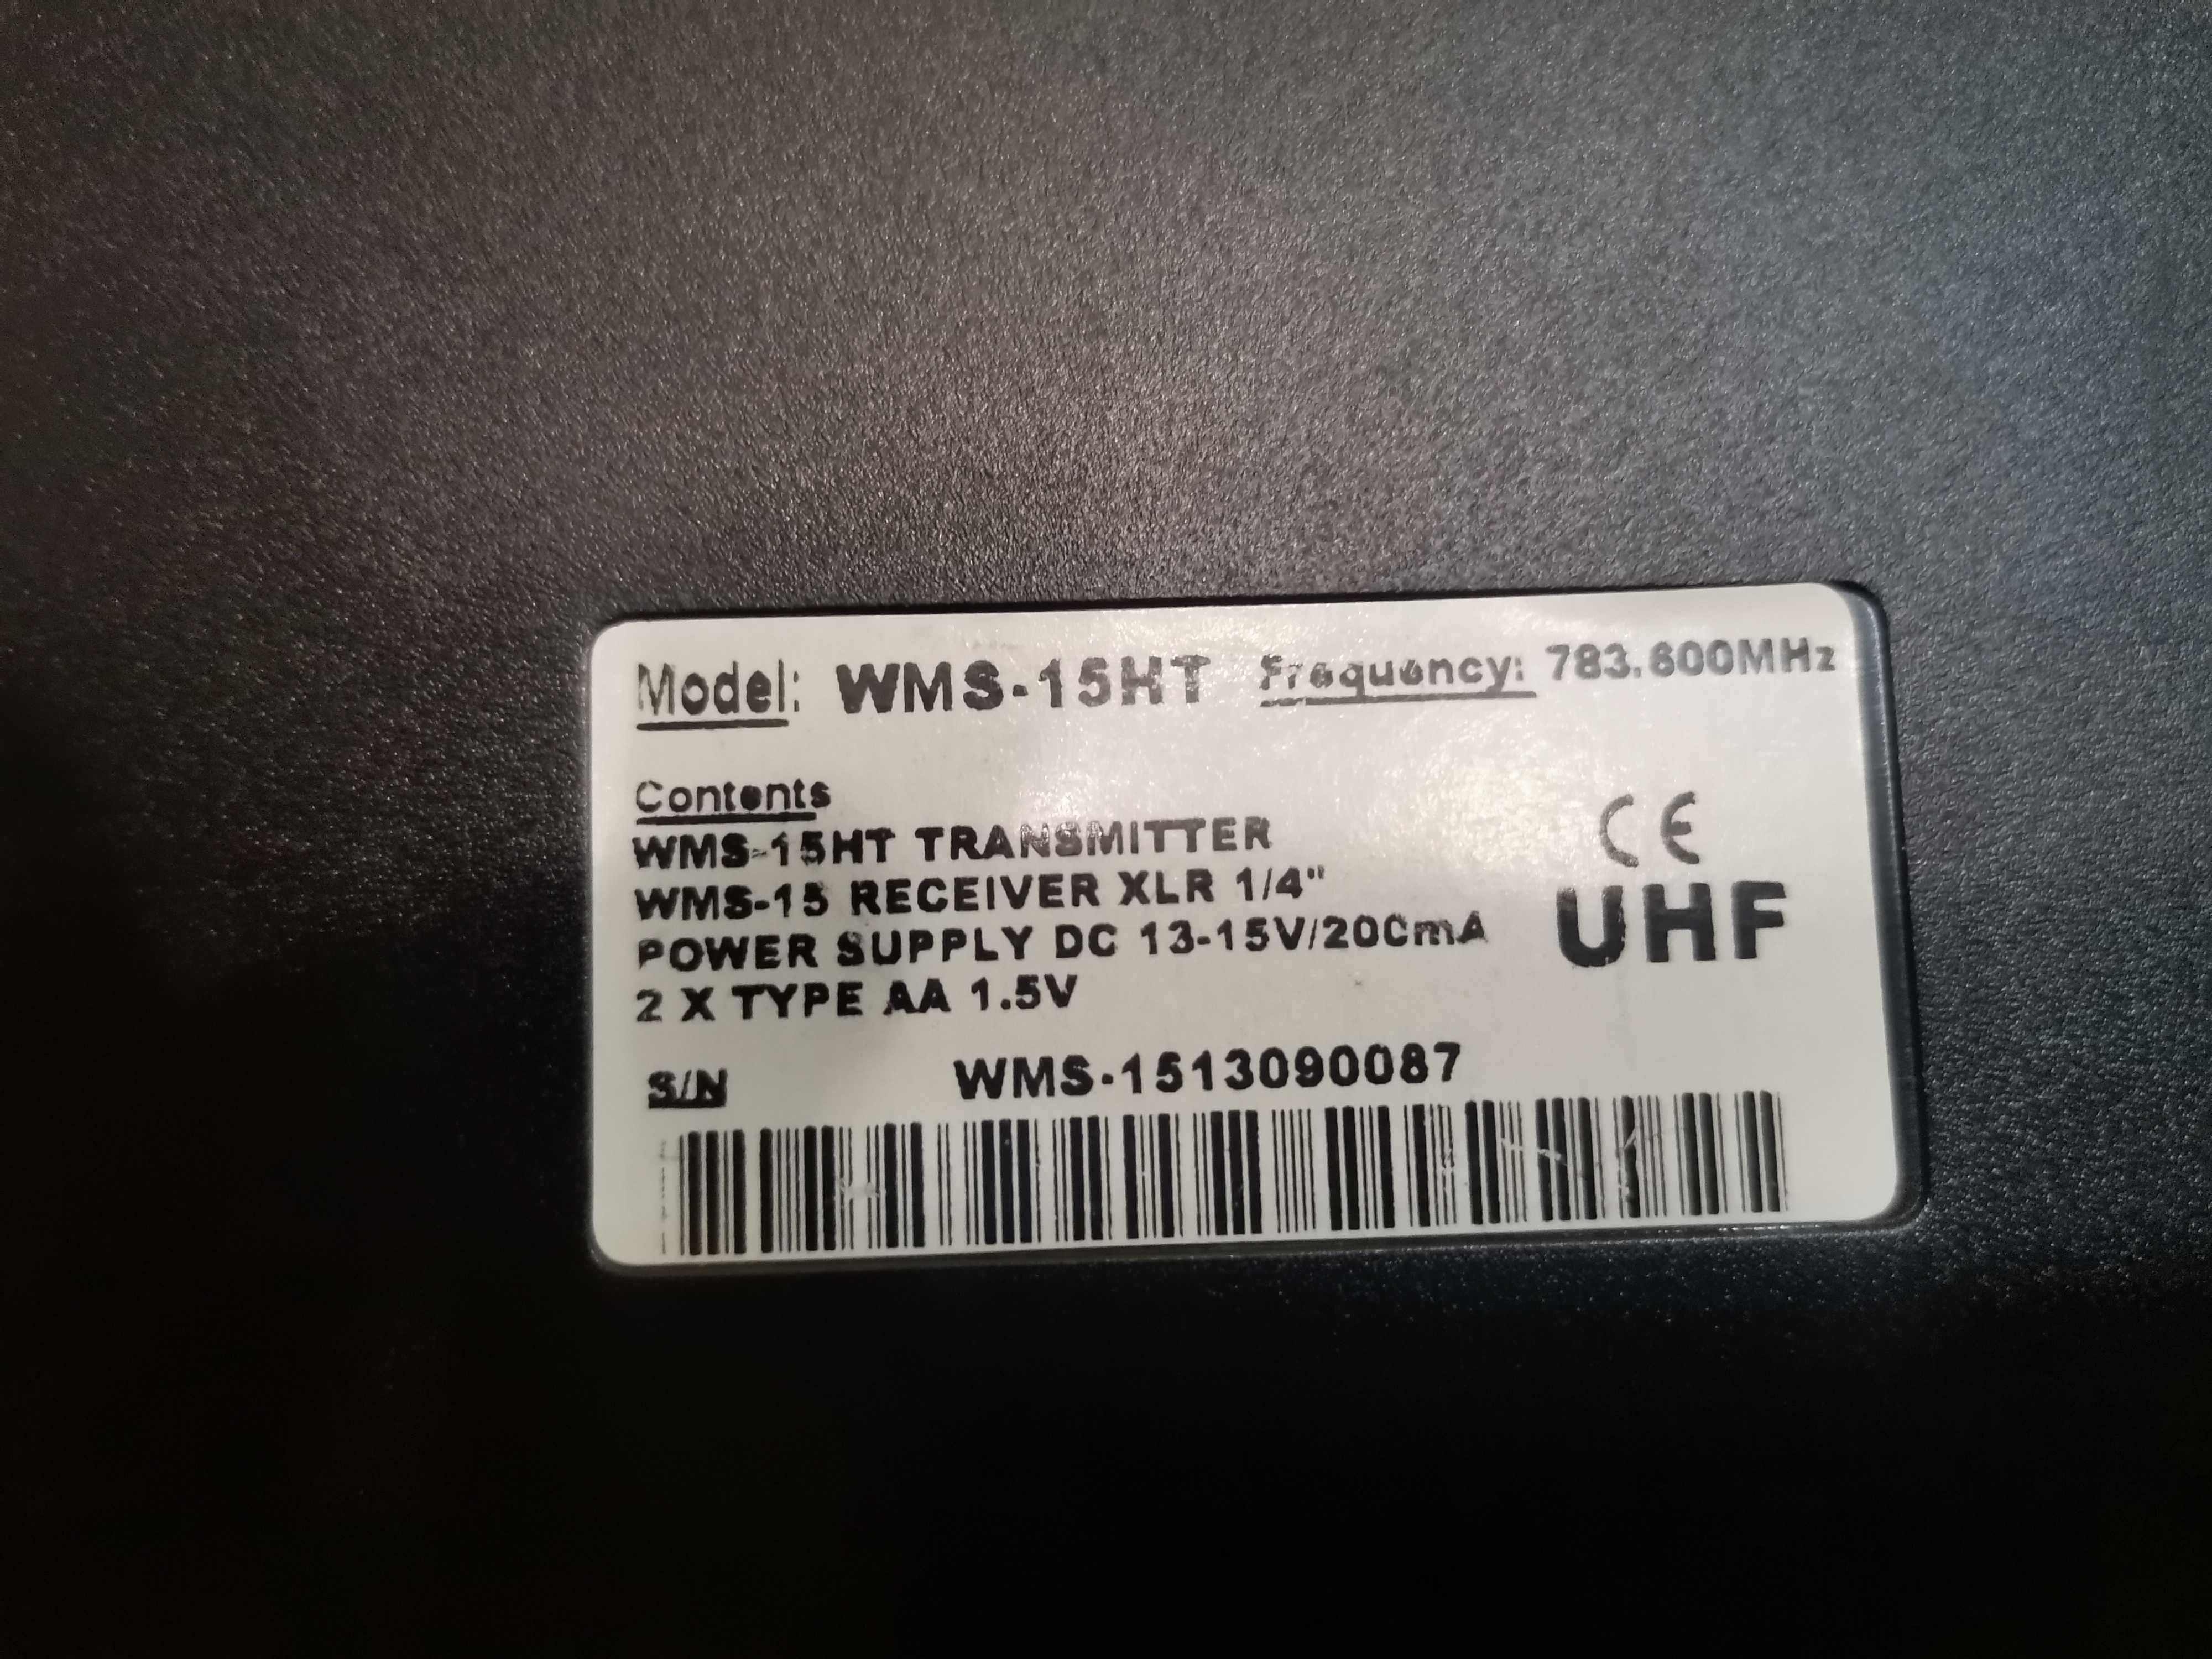 Model: WMS-15HT Frequency: 783.600MHz
Contents
WMS-15HT TRANSMITTER
WMS-15 RECEIVER XLR 1/4"
POWER SUPPLY DC 13-15V/200mA
2 X TYPE AA 1.5V
CE
UHF
S/N WMS-1513090087